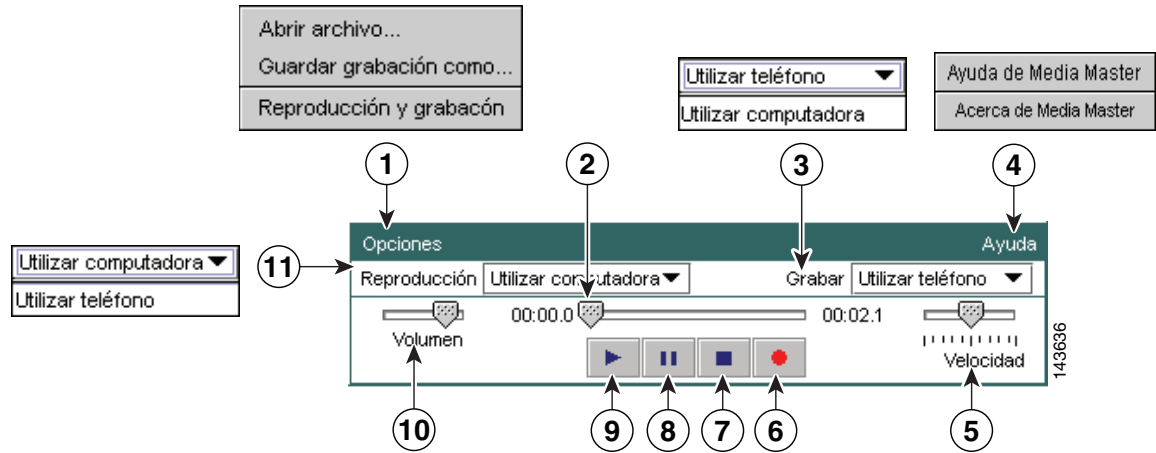 Abrir archivo...
Guardar grabación como...
Reproducción y grabacón
Utilizar teléfono
Utilizar computadora
Ayuda de Media Master
Acerca de Media Master
1
2
3
4
Opciones
Ayuda
Utilizar computadora
Utilizar teléfono
11
Reproducción
Utilizar computadora
Grabar
Utilizar teléfono
00:00.0
00:02.1
Volumen
Velocidad
143636
10
9
8
7
6
5